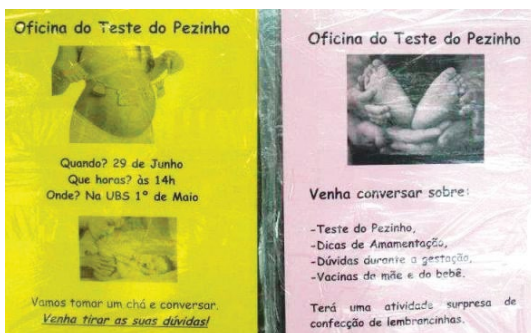 Oficina do Teste do Pezinho
Quando? 29 de Junho
Que horas? às 14h
Onde? Na UBS 1º de Maio
Vamos tomar um chá e conversar.
Venha tirar as suas dúvidas!
Oficina do Teste do Pezinho
Venha conversar sobre:
-Teste do Pezinho,
-Dicas de Amamentação,
-Dúvidas durante a gestação,
-Vacinas da mãe e do bebê.
Terá uma atividade surpresa de
confecção de lembrancinhas.